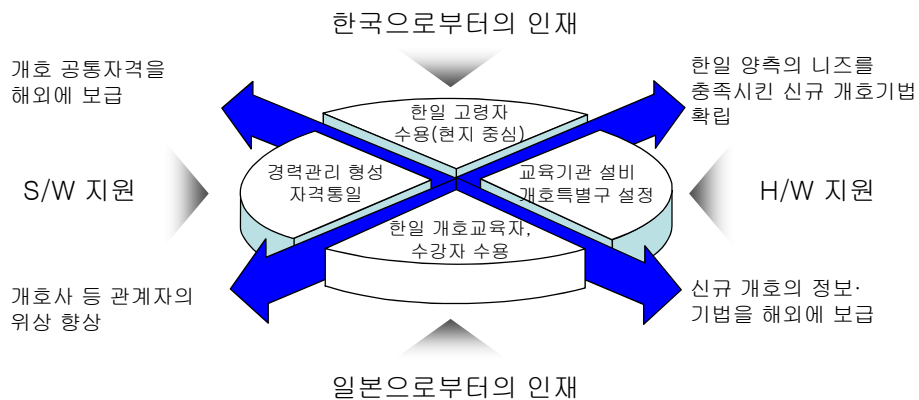 한국으로부터의 인재
개호 공통자격을
해외에 보급
한일 양측의 니즈를
충족시킨 신규 개호기법
확립
한일 고령자
수용(현지 중심)
S/W 지원
경력관리 형성
자격통일
교육기관 설비
개호특별구 설정
H/W 지원
한일 개호교육자,
수강자 수용
개호사 등 관계자의
위상 향상
신규 개호의 정보·
기법을 해외에 보급
일본으로부터의 인재